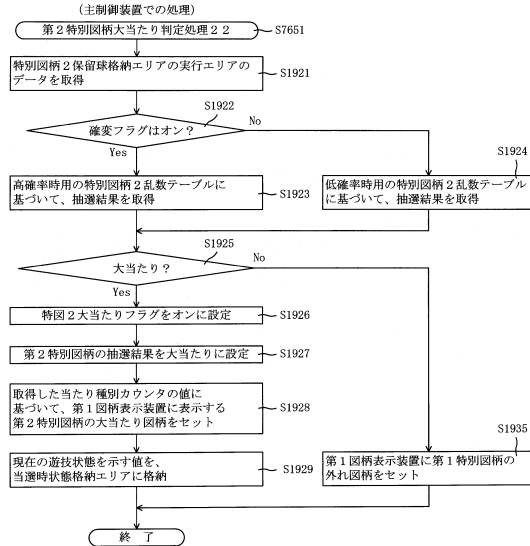 (主制御装置での処理)
第2特別図柄大当たり判定処理22
S7651
特別図柄2保留球格納エリアの実行エリアの
データを取得
S1921
S1922
確変フラグはオン?
No
Yes
S1924
高確率時用の特別図柄2乱数テーブルに
基づいて、抽選結果を取得
S1923
低確率時用の特別図柄2乱数テーブル
に基づいて、抽選結果を取得
S1925
大当たり?
No
Yes
特図2大当たりフラグをオンに設定
S1926
第2特別図柄の抽選結果を大当たりに設定
S1927
取得した当たり種別カウンタの値に
基づいて、第1図柄表示装置に表示する
第2特別図柄の大当たり図柄をセット
S1928
S1935
現在の遊技状態を示す値を、
当選時状態格納エリアに格納
S1929
第1図柄表示装置に第1特別図柄の
外れ図柄をセット
終 了